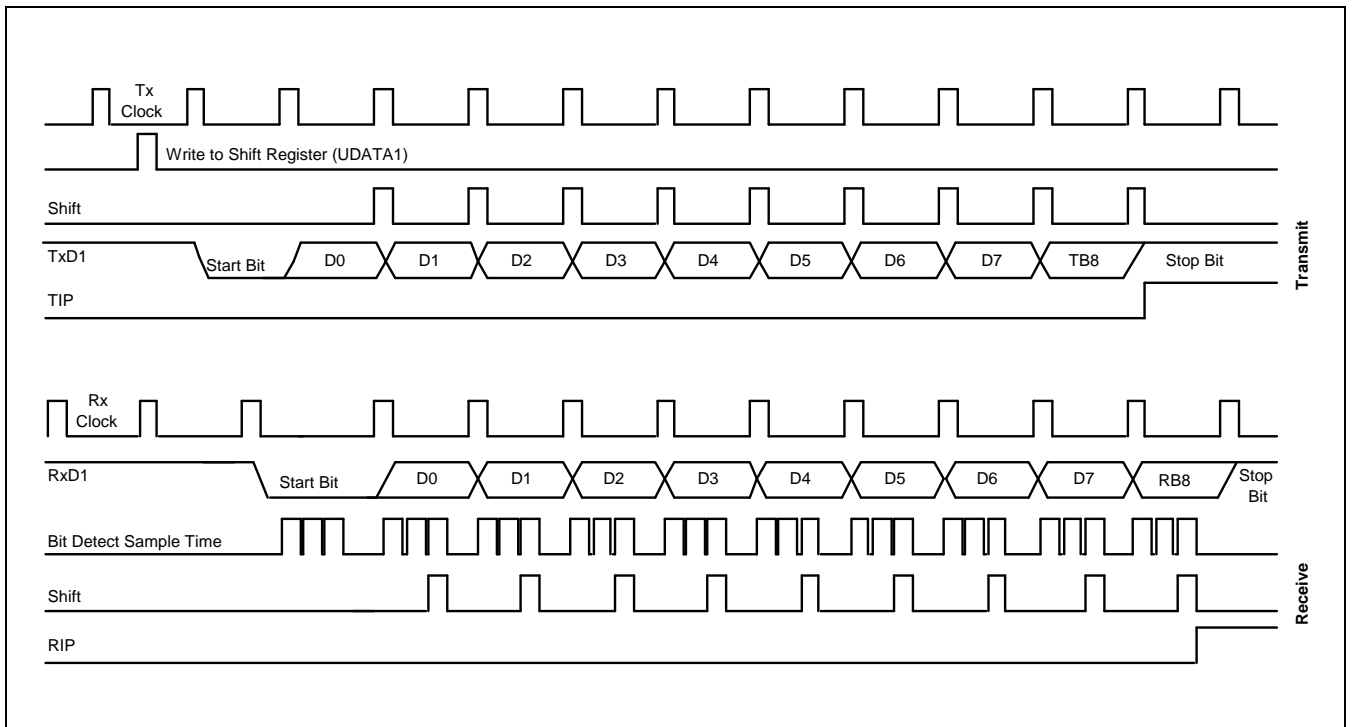 Tx
Clock
Write to Shift Register (UDATA1)
Shift
TxD1
Start Bit
D0
D1
D2
D3
D4
D5
D6
D7
TB8
Stop Bit
TIP
Transmit
Rx
Clock
RxD1
Start Bit
D0
D1
D2
D3
D4
D5
D6
D7
RB8
Stop
Bit
Bit Detect Sample Time
Shift
RIP
Receive